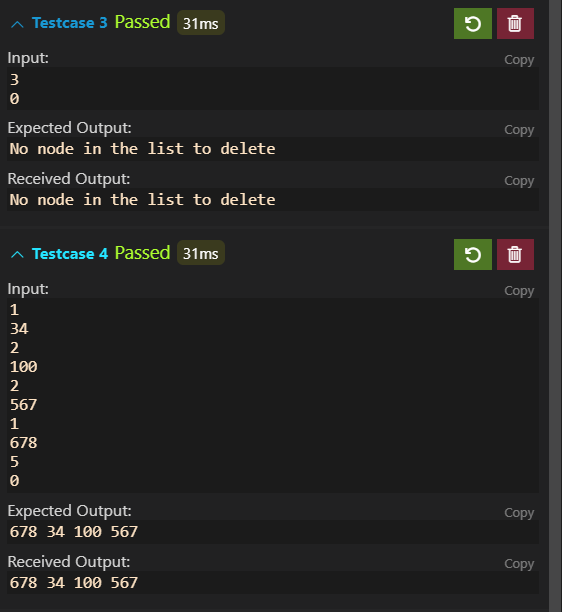 Testcase 3 Passed 31ms
Input:
Copy
3
0
Expected Output:
Copy
No node in the list to delete
Received Output:
Copy
No node in the list to delete
Testcase 4 Passed 31ms
Input:
Copy
1
34
2
100
2
567
1
678
5
0
Expected Output:
Copy
678 34 100 567
Received Output:
Copy
678 34 100 567